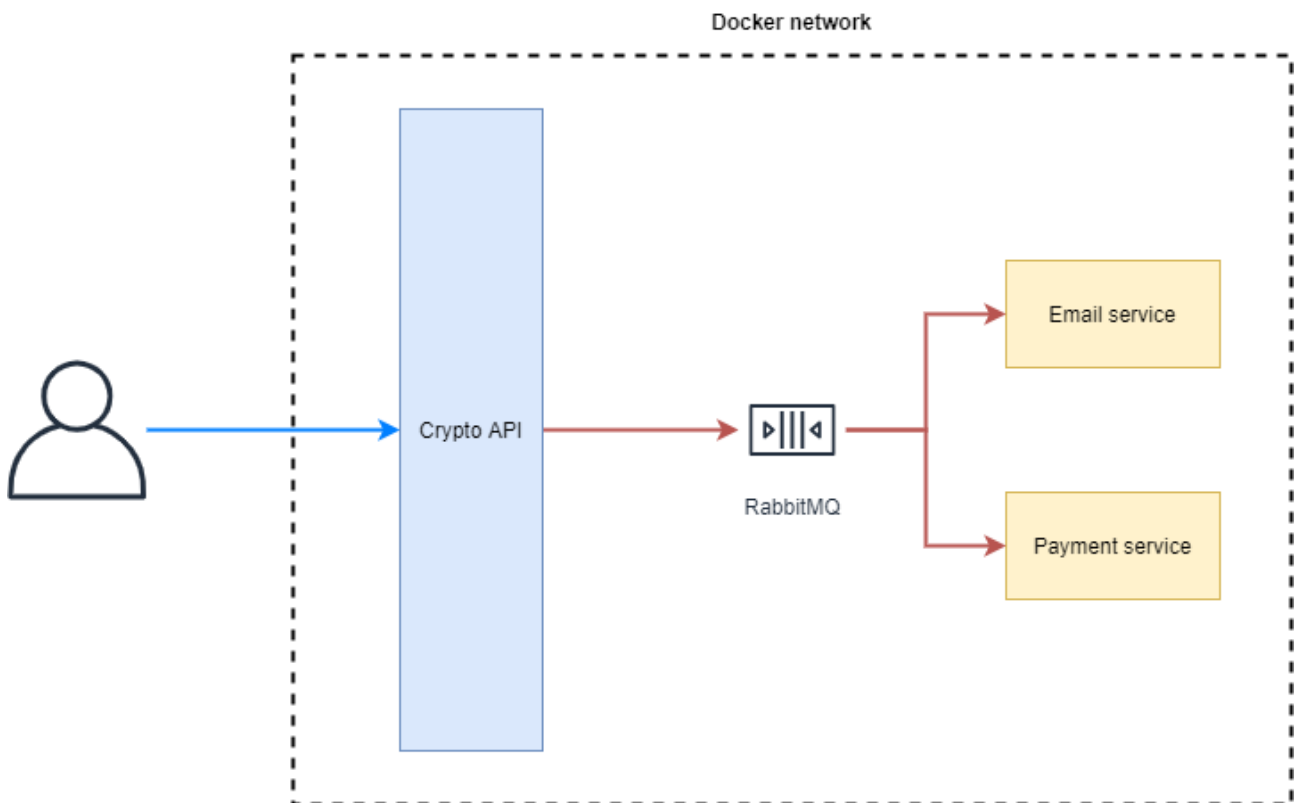 Docker network
Crypto API
RabbitMQ
Email service
Payment service